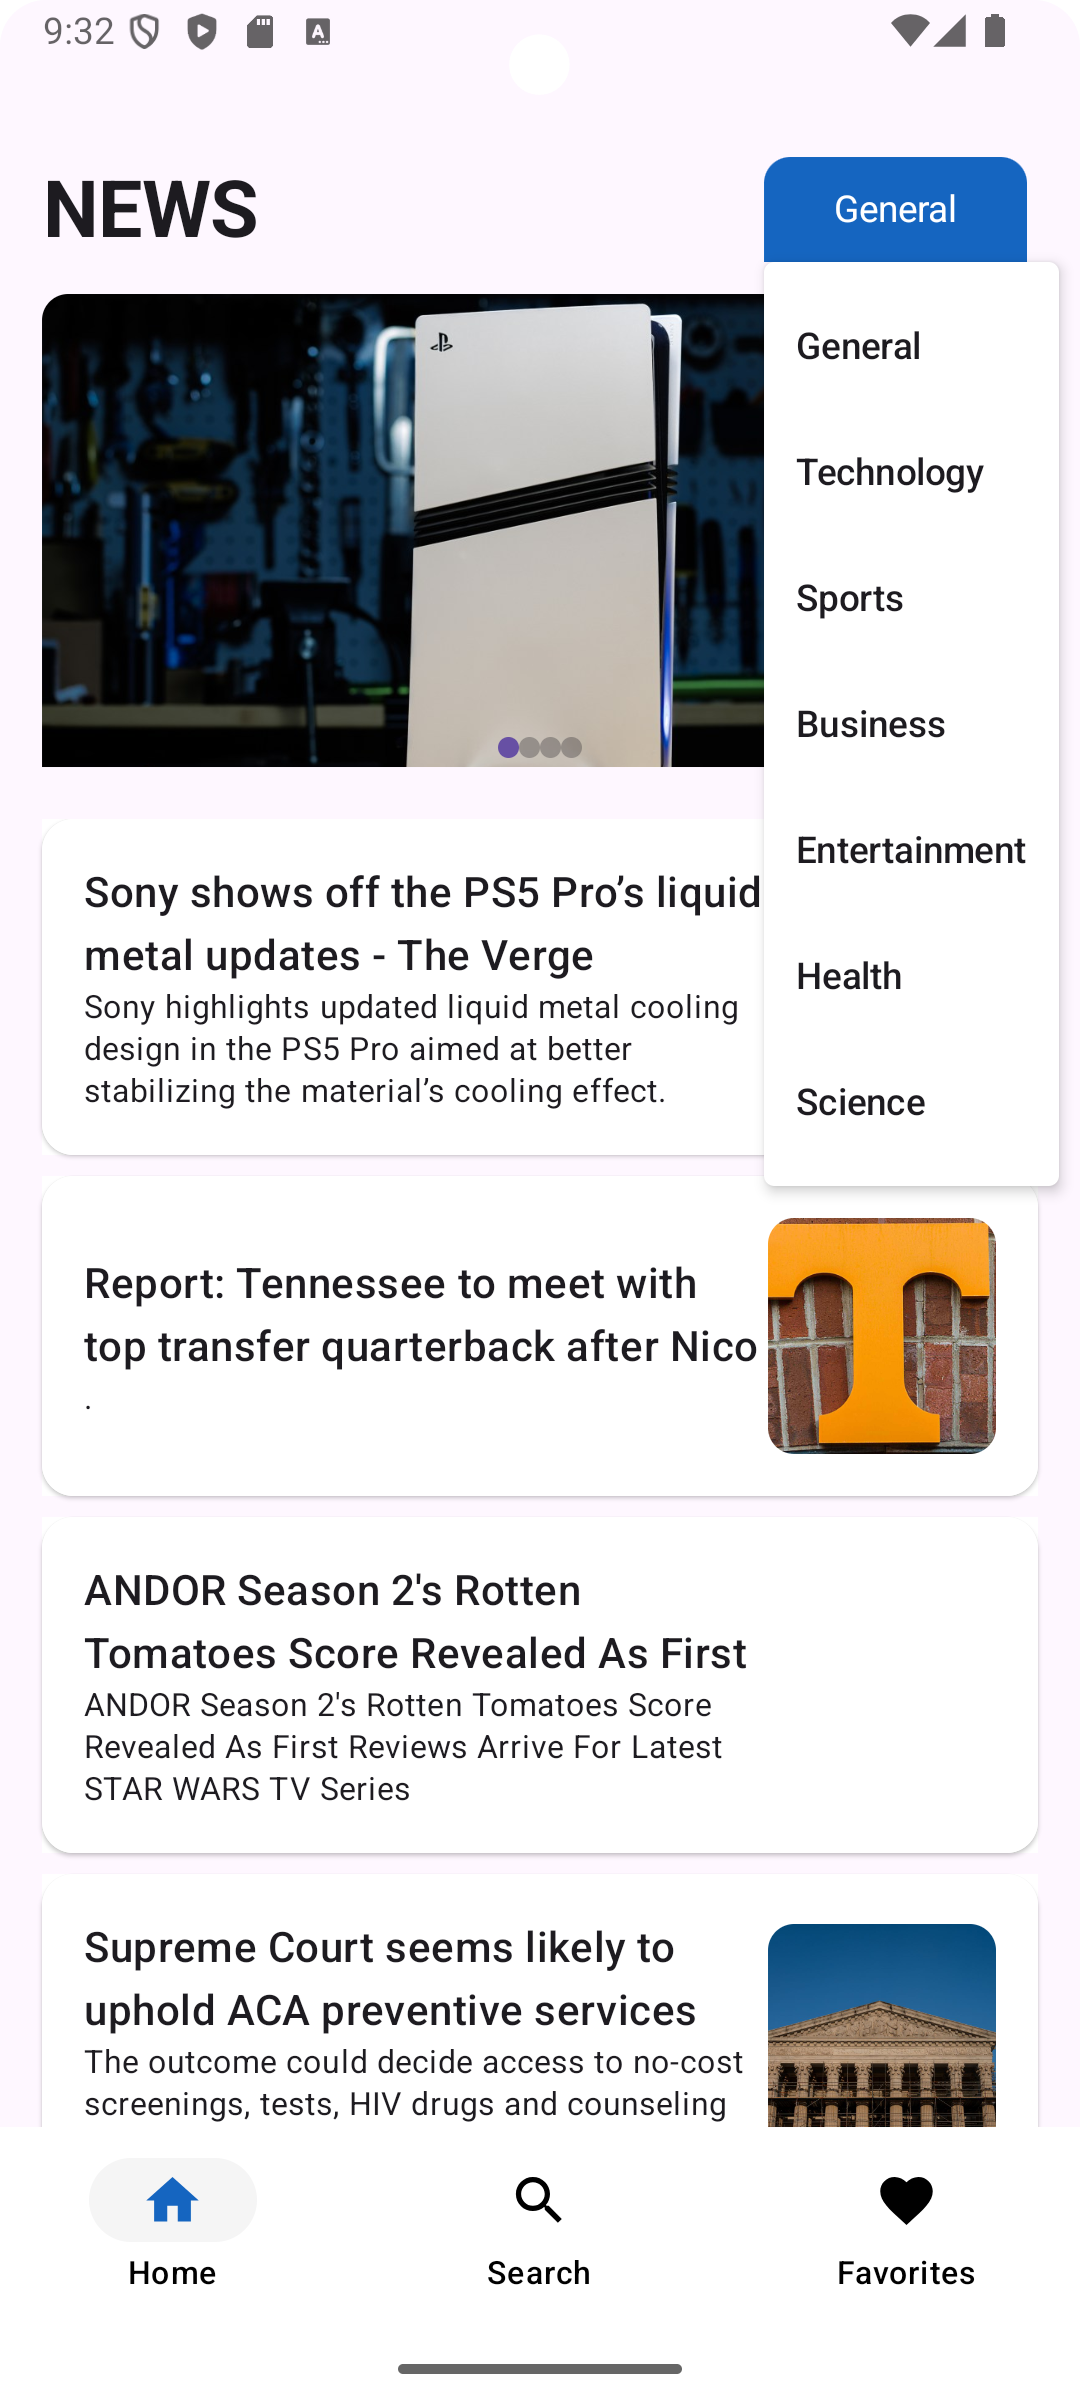 9:32
NEWS
General
General
Technology
Sports
Business
Entertainment
Health
Science
Sony shows off the PS5 Pro’s liquid
metal updates - The Verge
Sony highlights updated liquid metal cooling
design in the PS5 Pro aimed at better
stabilizing the material’s cooling effect.
Report: Tennessee to meet with
top transfer quarterback after Nico
.
ANDOR Season 2's Rotten
Tomatoes Score Revealed As First
ANDOR Season 2's Rotten Tomatoes Score
Revealed As First Reviews Arrive For Latest
STAR WARS TV Series
Supreme Court seems likely to
uphold ACA preventive services
The outcome could decide access to no-cost
screenings, tests, HIV drugs and counseling
Home
Search
Favorites